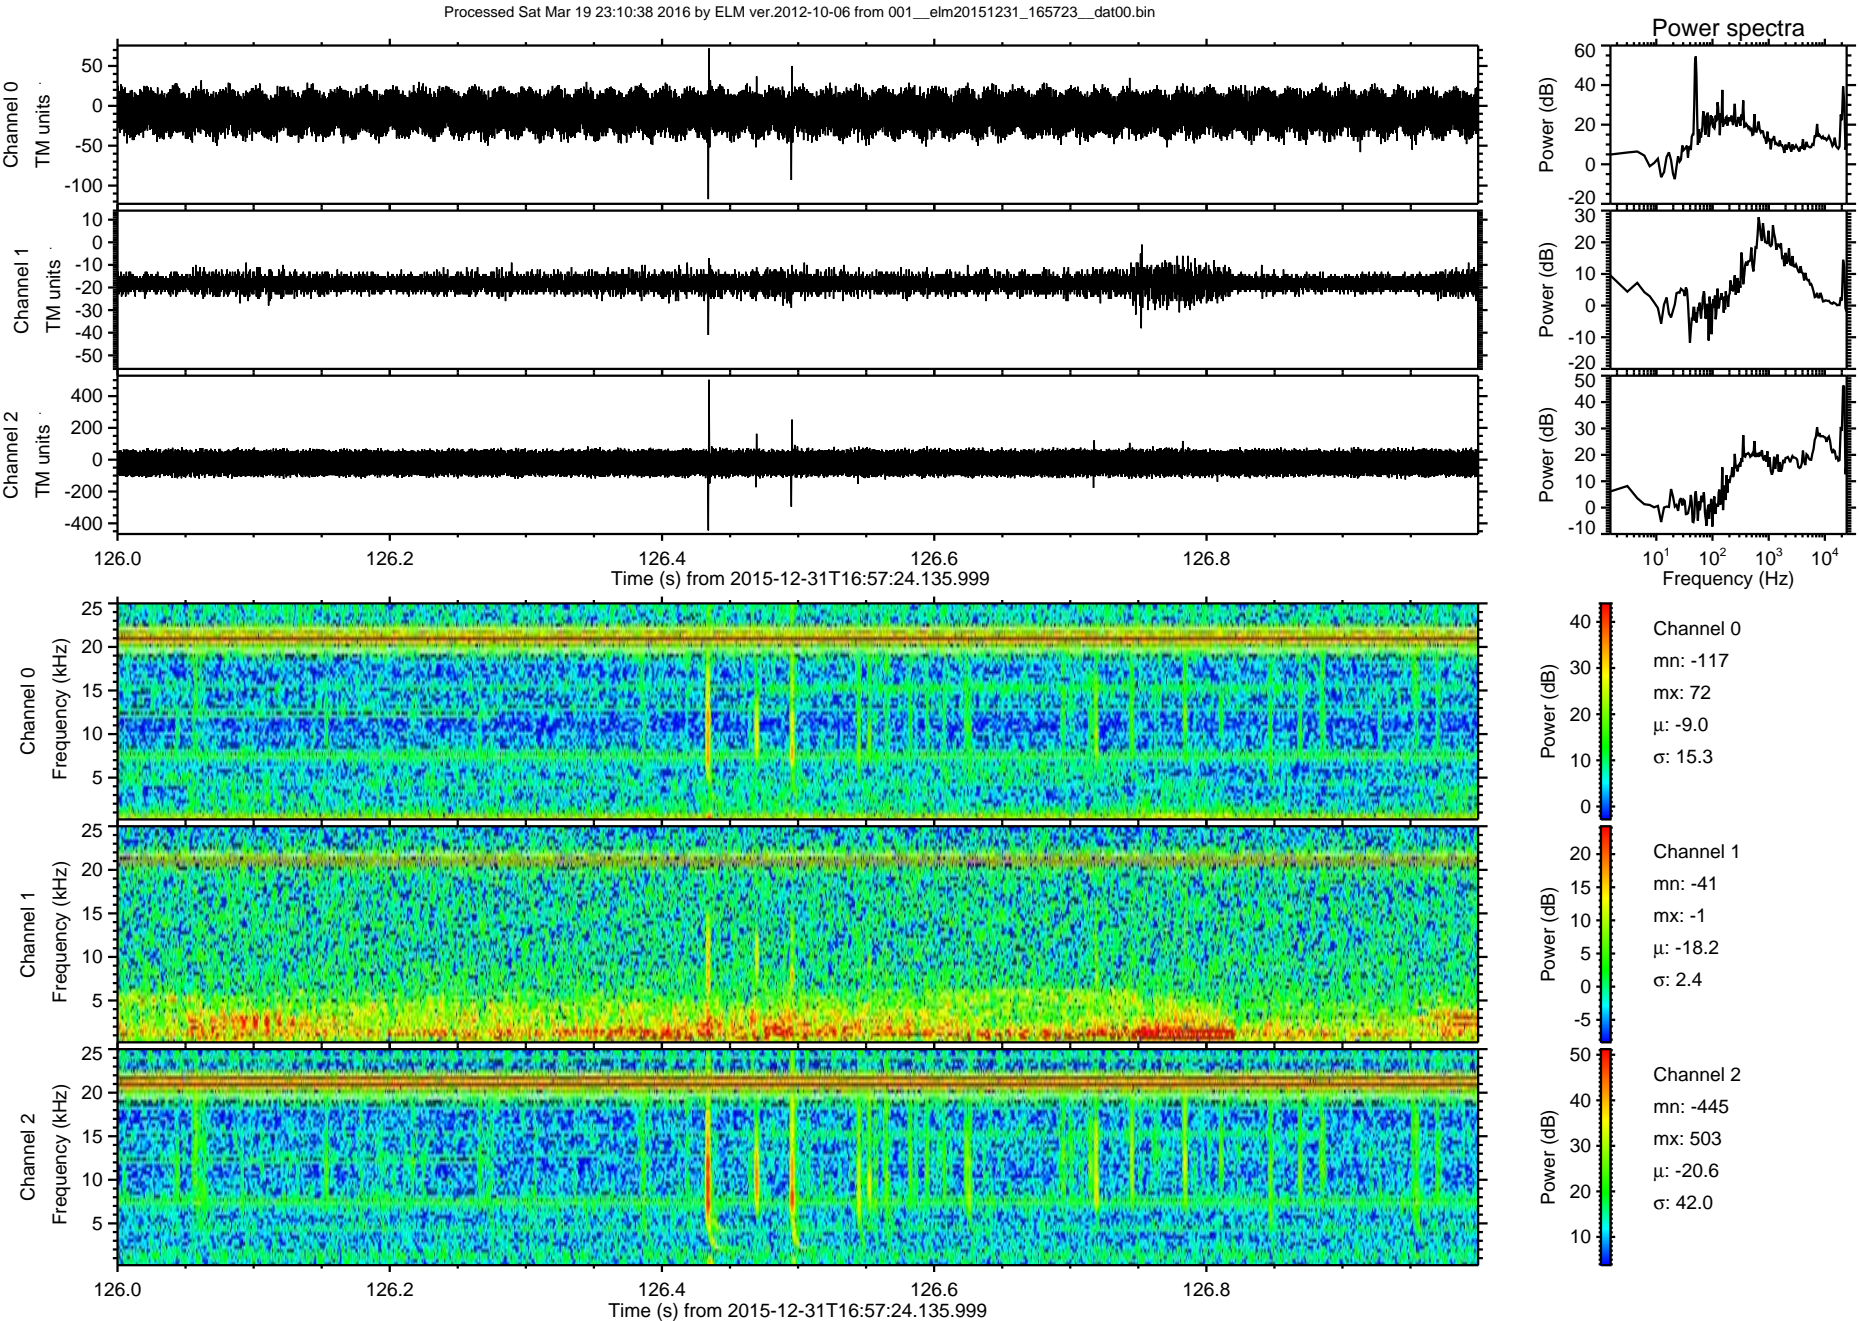 Processed Sat Mar 19 23:10:38 2016 by ELM ver.2012-10-06 from 001__elm20151231_165723__dat00.bin
Power spectra
Channel 0
TM units
50
0
-50
-100
Power (dB)
60
40
20
0
-20
Channel 1
TM units
10
0
-10
-20
-30
-40
-50
Power (dB)
30
20
10
0
-10
-20
Channel 2
TM units
400
200
0
-200
-400
Power (dB)
50
40
30
20
10
0
-10
126.0 126.2 126.4 126.6 126.8
Time (s) from 2015-12-31T16:57:24.135.999
10¹ 10² 10³ 10⁴
Frequency (Hz)
Channel 0
Frequency (kHz)
25
20
15
10
5
Power (dB)
40
30
20
10
0
Channel 0
mn: -117
mx: 72
μ: -9.0
σ: 15.3
Channel 1
Frequency (kHz)
25
20
15
10
5
Power (dB)
20
15
10
5
0
-5
Channel 1
mn: -41
mx: -1
μ: -18.2
σ: 2.4
Channel 2
Frequency (kHz)
25
20
15
10
5
Power (dB)
50
40
30
20
10
Channel 2
mn: -445
mx: 503
μ: -20.6
σ: 42.0
126.0 126.2 126.4 126.6 126.8
Time (s) from 2015-12-31T16:57:24.135.999